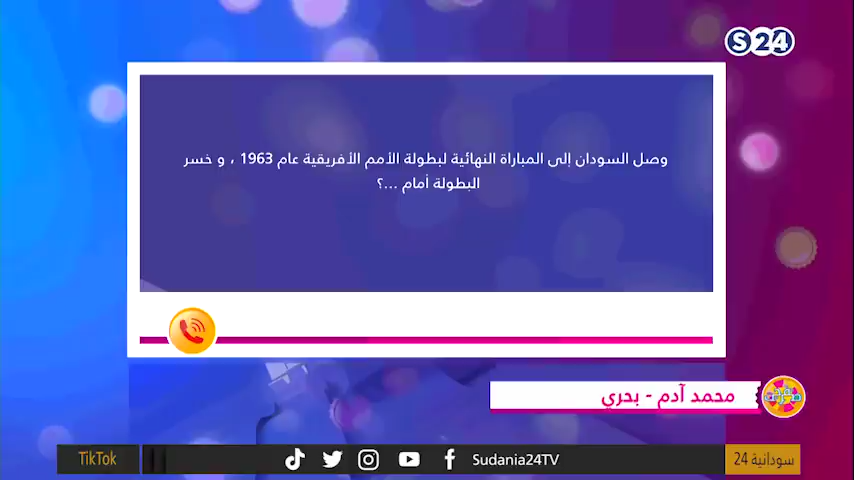 S24
وصل السودان إلى المباراة النهائية لبطولة الأمم الأفريقية عام 1963 ، و خسر
البطولة أمام ...؟
محمد آدم - بحري
TikTok
Sudania24TV
سودانية 24